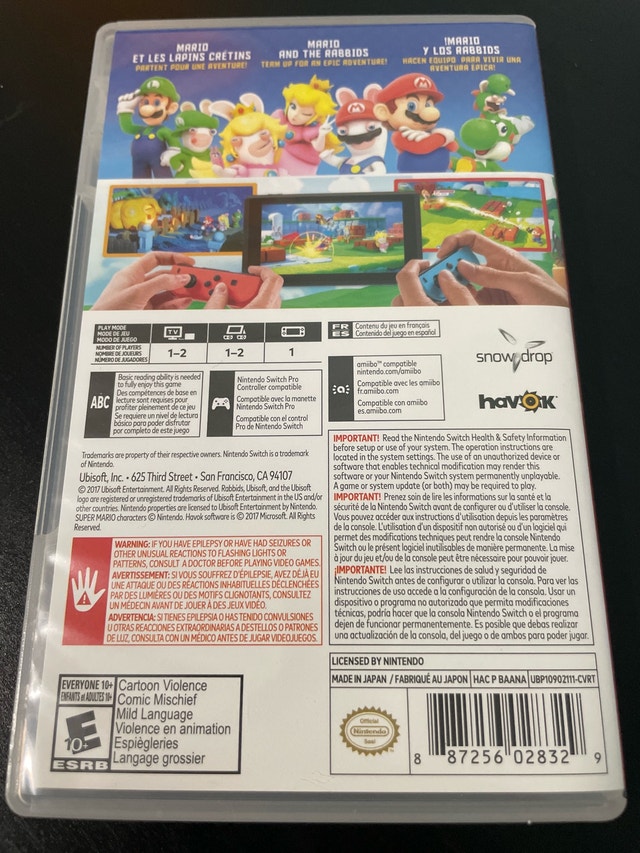 MARIO
ET LES LAPINS CRÉTINS
PARTENT POUR UNE AVENTURE!
MARIO
AND THE RABBIDS
TEAM UP FOR AN EPIC ADVENTURE!
¡MARIO
Y LOS RABBIDS
HACEN EQUIPO PARA VIVIR UNA
AVENTURA ÉPICA!
PLAY MODE
MODE DE JEU
MODO DE JUEGO
TV
NUMBER OF PLAYERS
NOMBRE DE JOUEURS
NÚMERO DE JUGADORES
1–2
1–2
1
FR Contenu du jeu en français
ES Contenido del juego en español
ABC
Basic reading ability is needed
to fully enjoy this game
Des compétences de base en
lecture sont requises pour
profiter pleinement de ce jeu
Se requiere un nivel de lectura
básico para poder disfrutar
por completo de este juego
Nintendo Switch Pro
Controller compatible
Compatible avec la manette
Nintendo Switch Pro
Compatible con el control
Pro de Nintendo Switch
amiibo™ compatible
nintendo.com/amiibo
Compatible avec les amiibo
fr.amiibo.com
Compatible con amiibo
es.amiibo.com
snowdrop
havok
Trademarks are property of their respective owners. Nintendo Switch is a trademark
of Nintendo.
Ubisoft, Inc. • 625 Third Street • San Francisco, CA 94107
© 2017 Ubisoft Entertainment. All Rights Reserved. Rabbids, Ubisoft, and the Ubisoft
logo are registered or unregistered trademarks of Ubisoft Entertainment in the US and/or
other countries. Nintendo properties are licensed to Ubisoft Entertainment by Nintendo.
SUPER MARIO characters © Nintendo. Havok software is © 2017 Microsoft. All Rights
Reserved.
WARNING: IF YOU HAVE EPILEPSY OR HAVE HAD SEIZURES OR
OTHER UNUSUAL REACTIONS TO FLASHING LIGHTS OR
PATTERNS, CONSULT A DOCTOR BEFORE PLAYING VIDEO GAMES.
AVERTISSEMENT: SI VOUS SOUFFREZ D'ÉPILEPSIE, AVEZ DÉJÀ EU
UNE ATTAQUE OU DES RÉACTIONS INHABITUELLES DÉCLENCHÉES
PAR DES LUMIÈRES OU DES MOTIFS CLIGNOTANTS, CONSULTEZ
UN MÉDECIN AVANT DE JOUER À DES JEUX VIDÉO.
ADVERTENCIA: SI TIENES EPILEPSIA O HAS TENIDO CONVULSIONES
U OTRAS REACCIONES EXTRAORDINARIAS A DESTELLOS O PATRONES
DE LUZ, CONSULTA CON UN MÉDICO ANTES DE JUGAR VIDEOJUEGOS.
IMPORTANT! Read the Nintendo Switch Health & Safety Information
before setup or use of your system. The operation instructions are
located in the system settings. The use of an unauthorized device or
software that enables technical modification may render this
software or your Nintendo Switch system permanently unplayable.
A game or system update (or both) may be required to play.
IMPORTANT! Prenez soin de lire les informations sur la santé et la
sécurité de la Nintendo Switch avant de configurer ou d'utiliser la console.
Vous pouvez accéder aux instructions d'utilisation depuis les paramètres
de la console. L'utilisation d'un dispositif non autorisé ou d'un logiciel qui
permet des modifications techniques peut rendre la console Nintendo
Switch ou le présent logiciel inutilisables de manière permanente. La mise
à jour du jeu et/ou de la console peut être nécessaire pour pouvoir jouer.
¡IMPORTANTE! Lee las instrucciones de salud y seguridad de
Nintendo Switch antes de configurar o utilizar la consola. Para ver las
instrucciones de uso accede a la configuración de la consola. Usar un
dispositivo o programa no autorizado que permita modificaciones
técnicas, podría hacer que la consola Nintendo Switch o el programa
dejen de funcionar permanentemente. Es posible que debas realizar
una actualización de la consola, del juego o de ambos para poder jugar.
LICENSED BY NINTENDO
MADE IN JAPAN / FABRIQUÉ AU JAPON HAC P BAANA UBP10902111-CVRT
EVERYONE 10+
ENFANTS et ADULTES 10+
E
10+
ESRB
Cartoon Violence
Comic Mischief
Mild Language
Violence en animation
Espiègleries
Langage grossier
Official
Nintendo
Seal
8 87256 02832 9